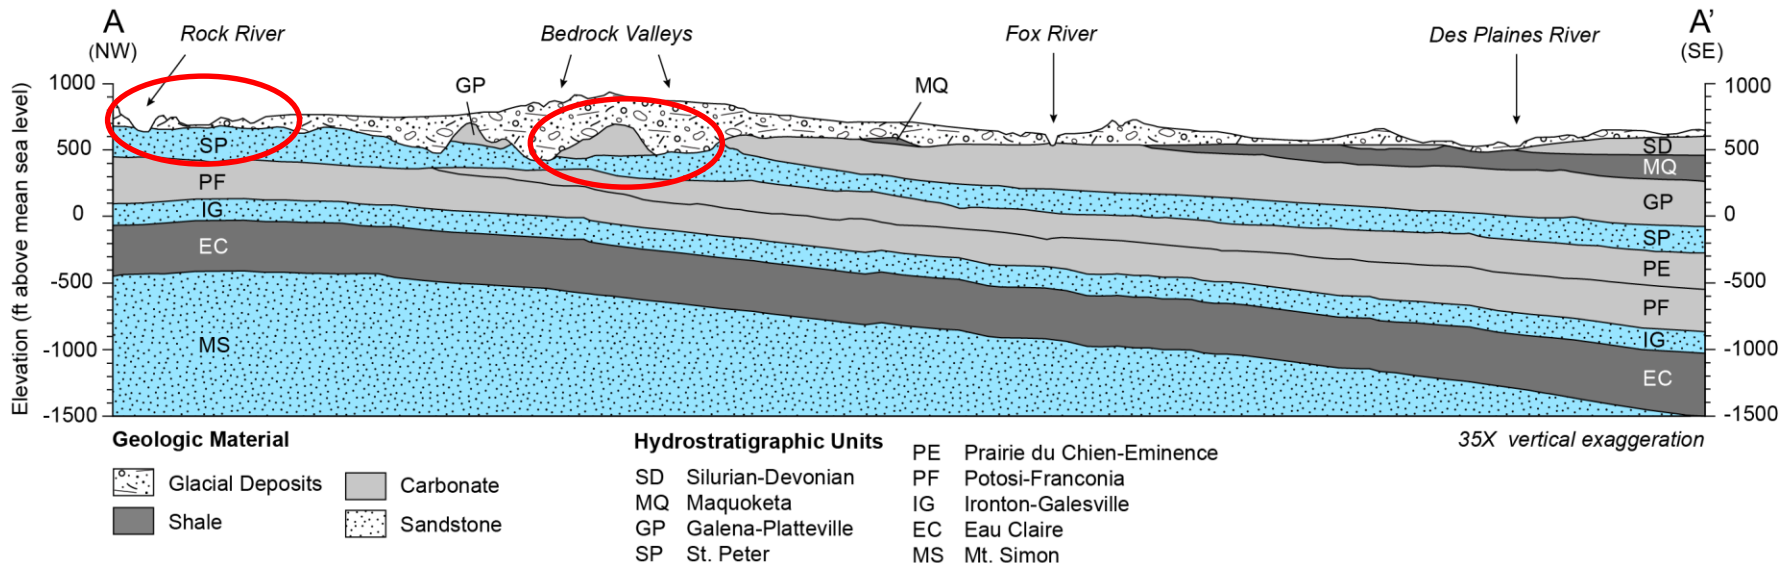 A
(NW)
Rock River
Bedrock Valleys
Fox River
Des Plaines River
A'
(SE)
Elevation (ft above mean sea level)
1000
500
0
-500
-1000
-1500
GP
MQ
SP
PF
IG
EC
MS
SD
MQ
GP
SP
PE
PF
IG
EC
1000
500
0
-500
-1000
-1500
35X vertical exaggeration
Geologic Material
Glacial Deposits
Carbonate
Shale
Sandstone
Hydrostratigraphic Units
SD Silurian-Devonian
MQ Maquoketa
GP Galena-Platteville
SP St. Peter
PE Prairie du Chien-Eminence
PF Potosi-Franconia
IG Ironton-Galesville
EC Eau Claire
MS Mt. Simon